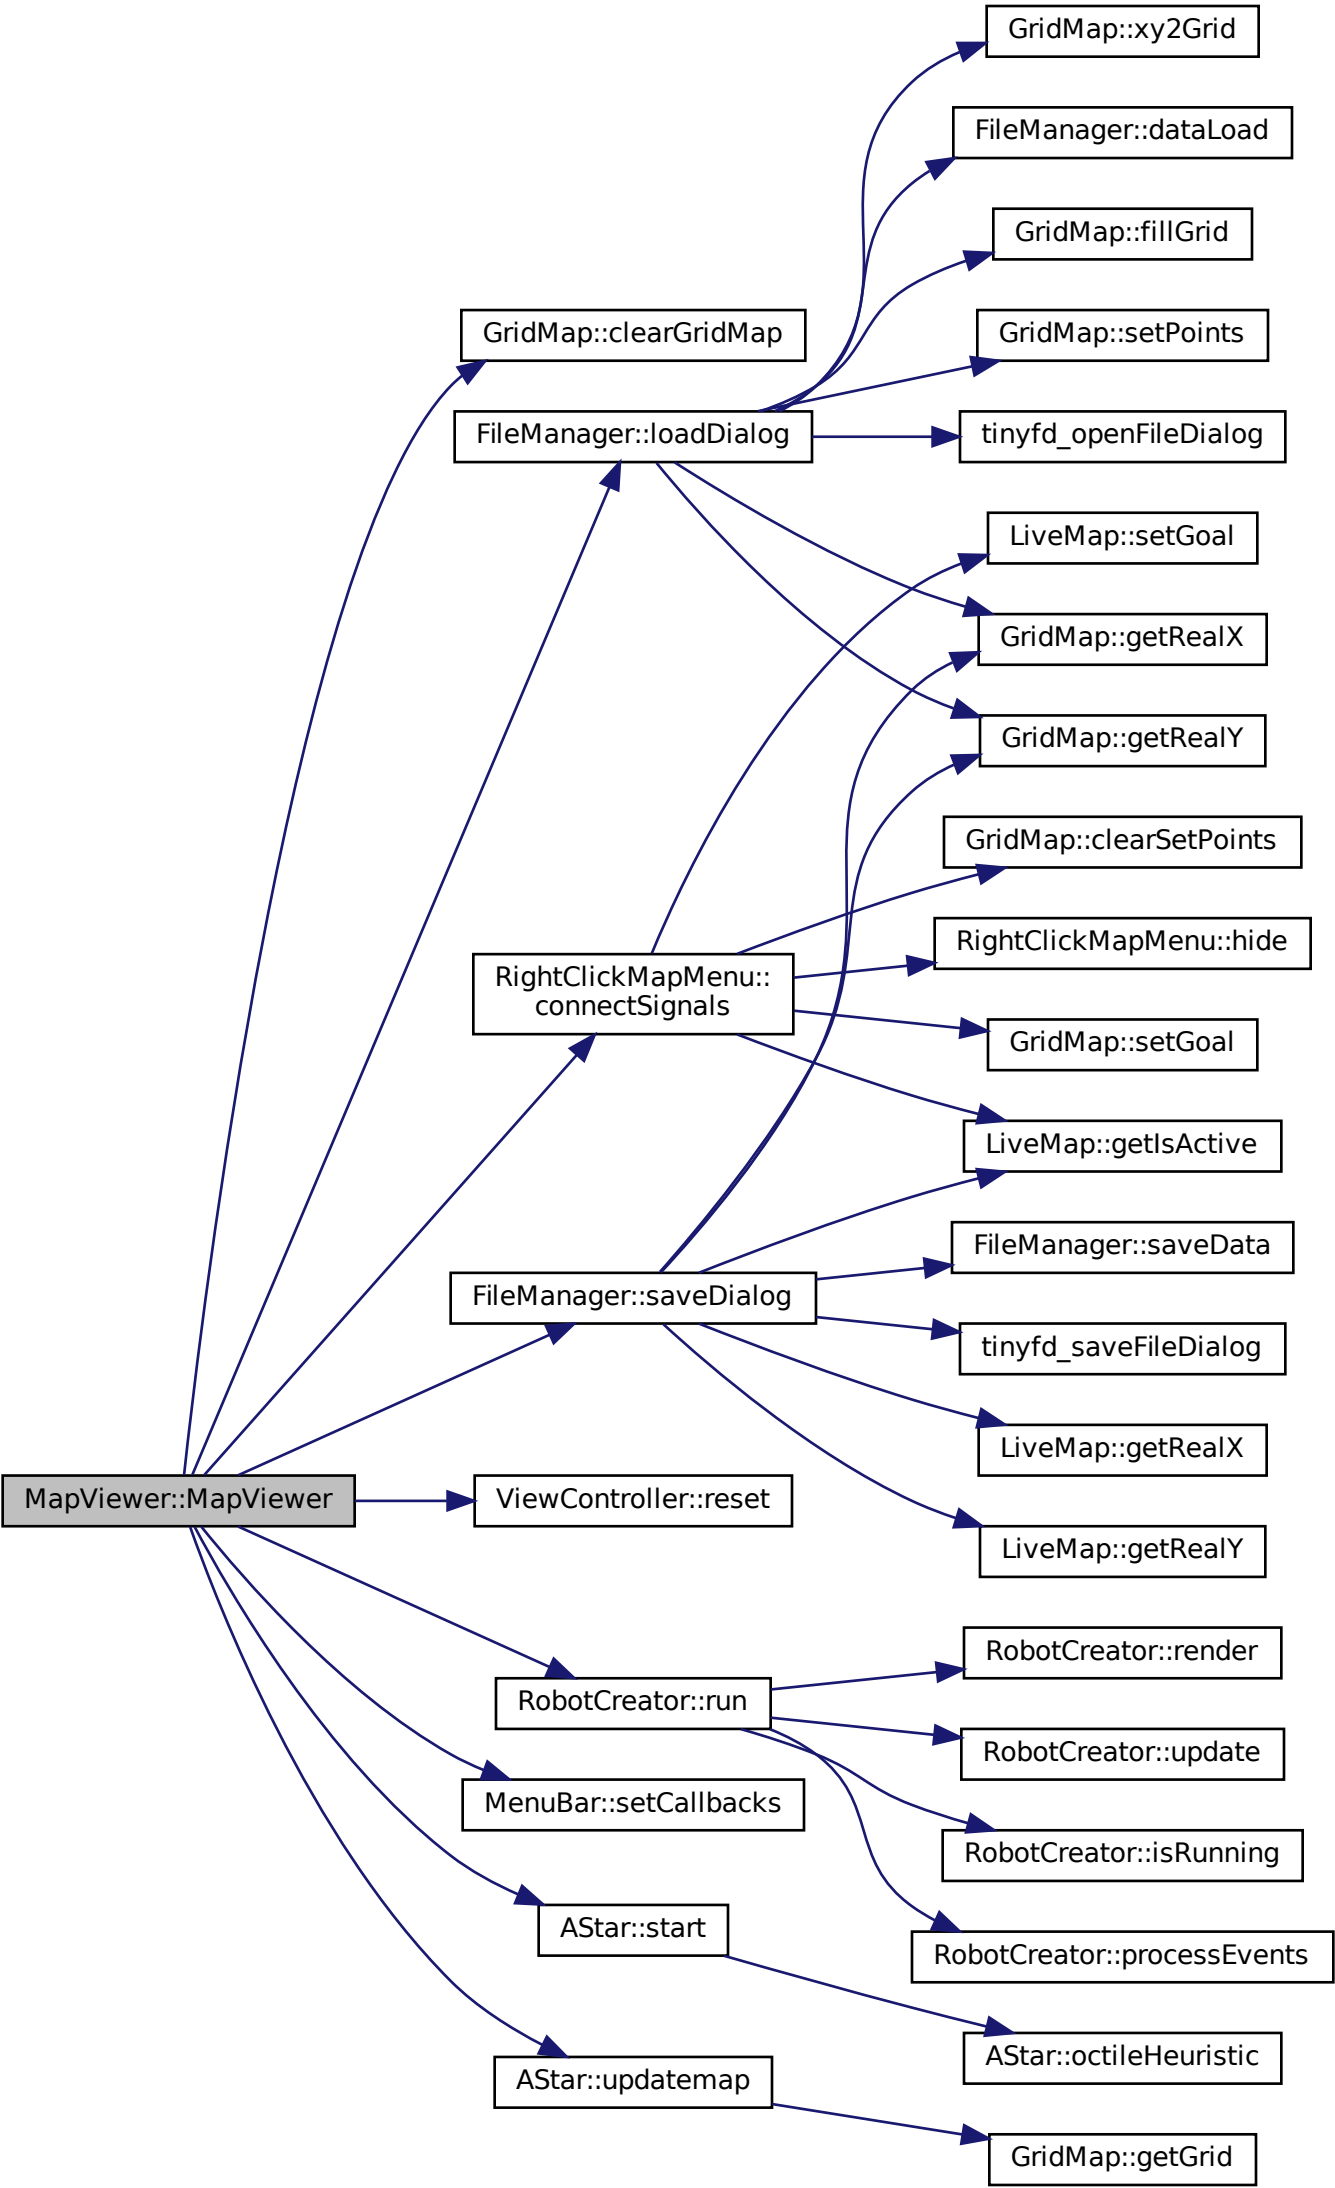 GridMap::xy2Grid
FileManager::dataLoad
GridMap::fillGrid
GridMap::clearGridMap
GridMap::setPoints
FileManager::loadDialog
tinyfd_openFileDialog
LiveMap::setGoal
GridMap::getRealX
GridMap::getRealY
GridMap::clearSetPoints
RightClickMapMenu::hide
RightClickMapMenu::
connectSignals
GridMap::setGoal
LiveMap::getIsActive
FileManager::saveData
FileManager::saveDialog
tinyfd_saveFileDialog
LiveMap::getRealX
MapViewer::MapViewer
ViewController::reset
LiveMap::getRealY
RobotCreator::render
RobotCreator::run
RobotCreator::update
MenuBar::setCallbacks
RobotCreator::isRunning
AStar::start
RobotCreator::processEvents
AStar::octileHeuristic
AStar::updatemap
GridMap::getGrid